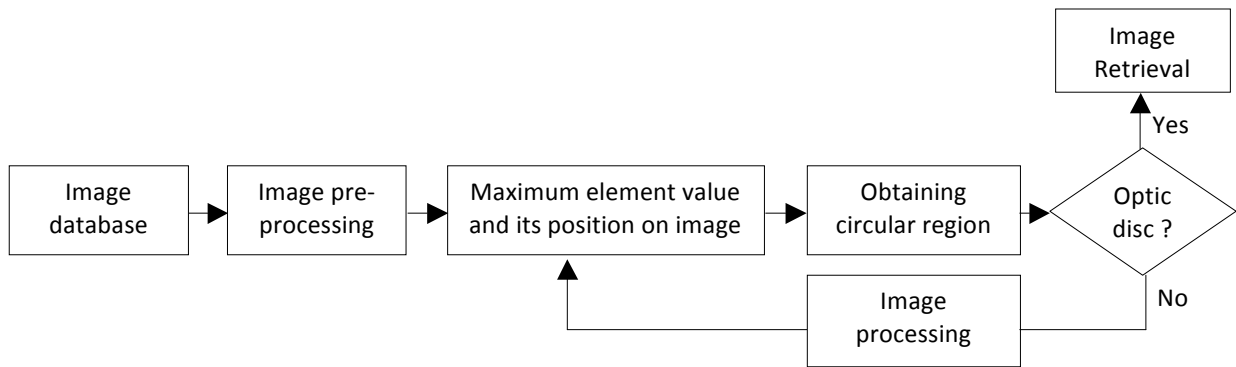 Image
Retrieval
Yes
Image
database
Image pre-
processing
Maximum element value
and its position on image
Obtaining
circular region
Optic
disc ?
No
Image
processing